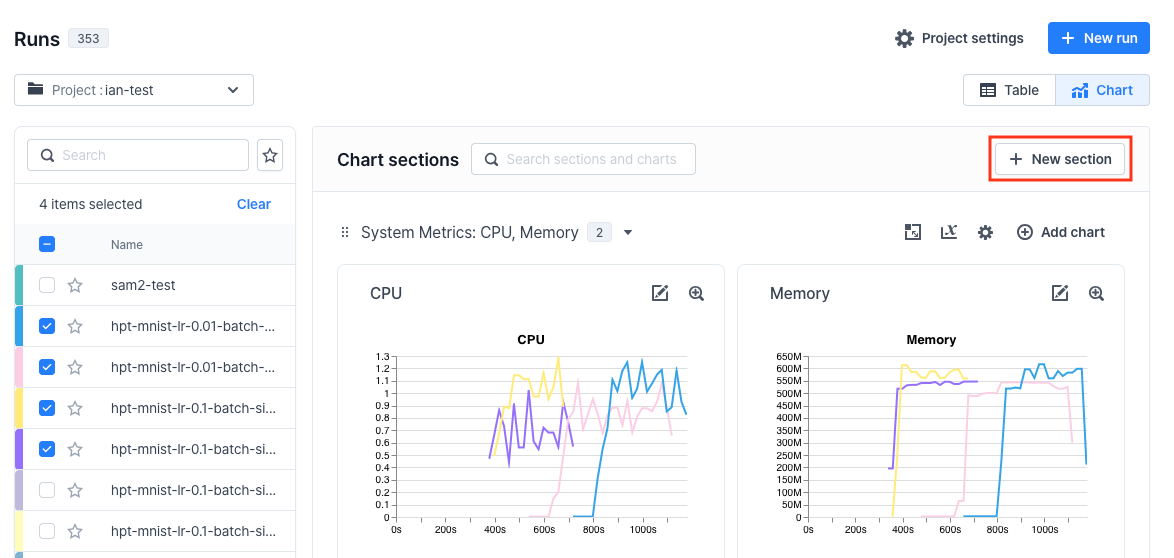 Runs 353
Project settings
+ New run
Project : ian-test
Table
Chart
Search
Chart sections
Search sections and charts
+ New section
4 items selected
Clear
Name
sam2-test
hpt-mnist-lr-0.01-batch-...
hpt-mnist-lr-0.01-batch-...
hpt-mnist-lr-0.1-batch-si...
hpt-mnist-lr-0.1-batch-si...
hpt-mnist-lr-0.1-batch-si...
hpt-mnist-lr-0.1-batch-si...
System Metrics: CPU, Memory 2
Add chart
CPU
CPU
1.3
1.2
1.1
1
0.9
0.8
0.7
0.6
0.5
0.4
0.3
0.2
0.1
0
0s 200s 400s 600s 800s 1000s
Memory
Memory
650M
600M
550M
500M
450M
400M
350M
300M
250M
200M
150M
100M
50M
0
0s 200s 400s 600s 800s 1000s